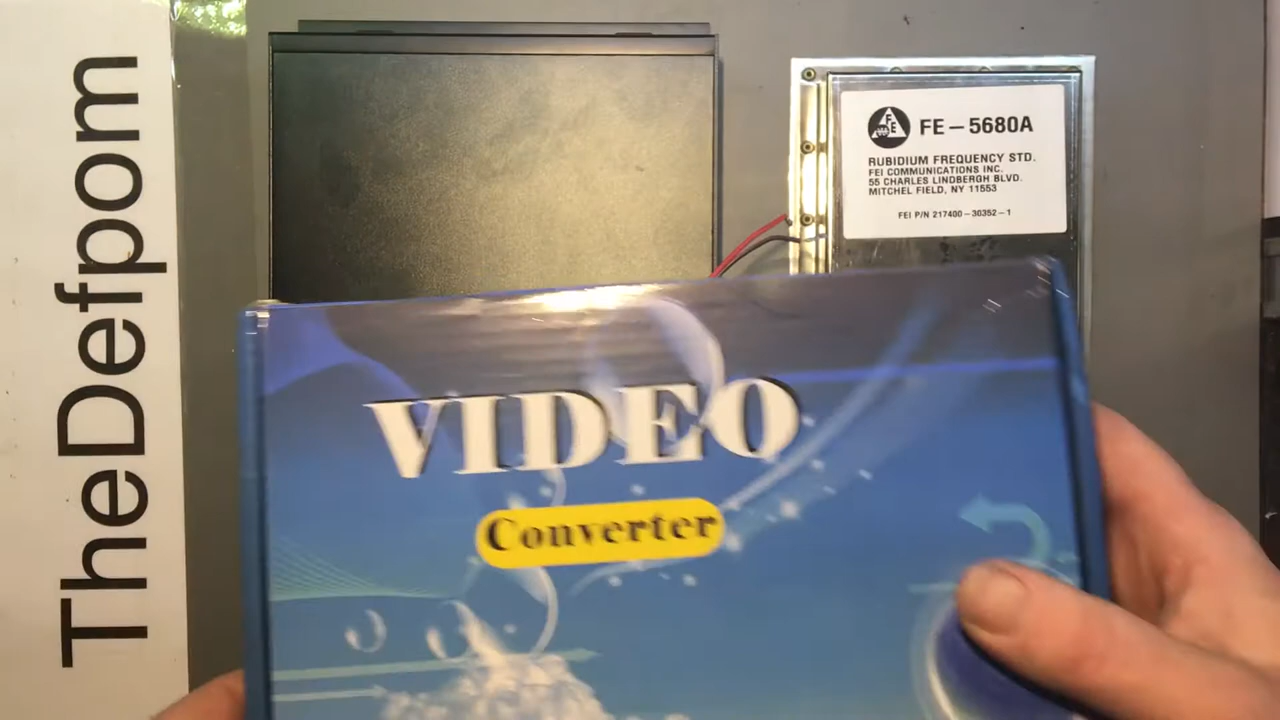 TheDefpom
FE
FE-5680A
RUBIDIUM FREQUENCY STD.
FEI COMMUNICATIONS INC.
55 CHARLES LINDBERGH BLVD.
MITCHEL FIELD, NY 11553
FEI P/N 217400-30352-1
VIDEO
Converter